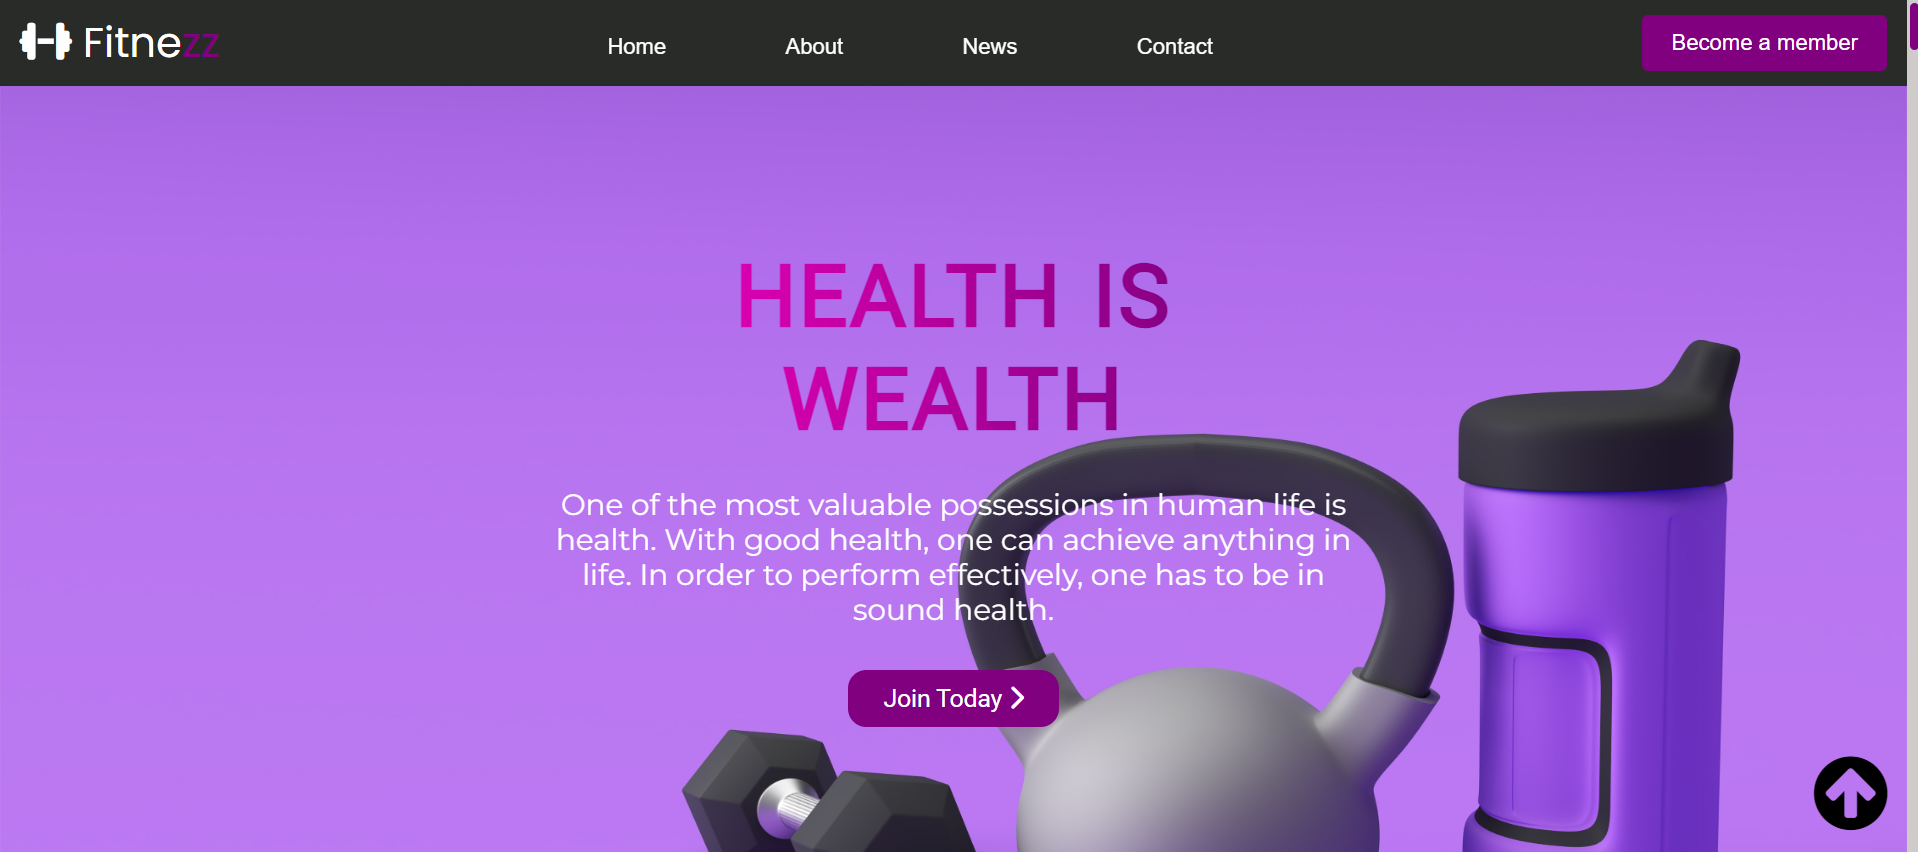 Fitnezz
Home About News Contact
Become a member
HEALTH IS
WEALTH
One of the most valuable possessions in human life is
health. With good health, one can achieve anything in
life. In order to perform effectively, one has to be in
sound health.
Join Today